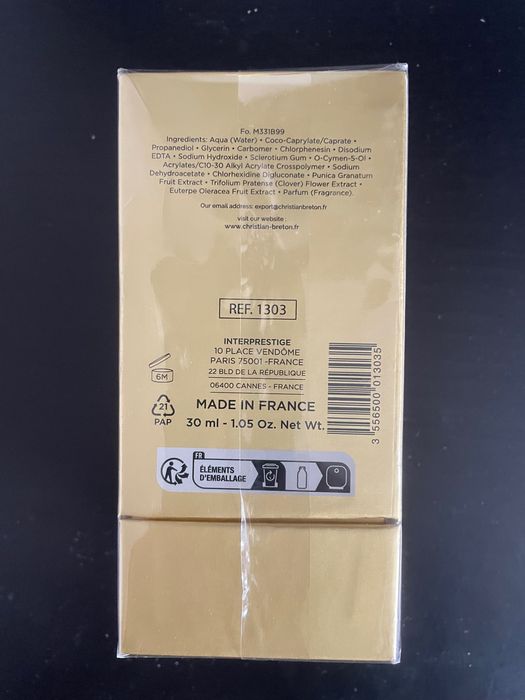 Fo. M331B99
Ingredients: Aqua (Water) • Coco-Caprylate/Caprate •
Propanediol • Glycerin • Carbomer • Chlorphenesin • Disodium
EDTA • Sodium Hydroxide • Sclerotium Gum • O-Cymen-5-Ol •
Acrylates/C10-30 Alkyl Acrylate Crosspolymer • Sodium
Dehydroacetate • Chlorhexidine Digluconate • Punica Granatum
Fruit Extract • Trifolium Pratense (Clover) Flower Extract •
Euterpe Oleracea Fruit Extract • Parfum (Fragrance).
Our email address: export@christianbreton.fr
visit our website :
www.christian-breton.fr
REF. 1303
INTERPRESTIGE
10 PLACE VENDÔME
PARIS 75001 -FRANCE
22 BLD DE LA RÉPUBLIQUE
06400 CANNES - FRANCE
6M
21
PAP
MADE IN FRANCE
30 ml - 1.05 Oz. Net Wt.
3 556500 013035
FR
ÉLÉMENTS
D'EMBALLAGE